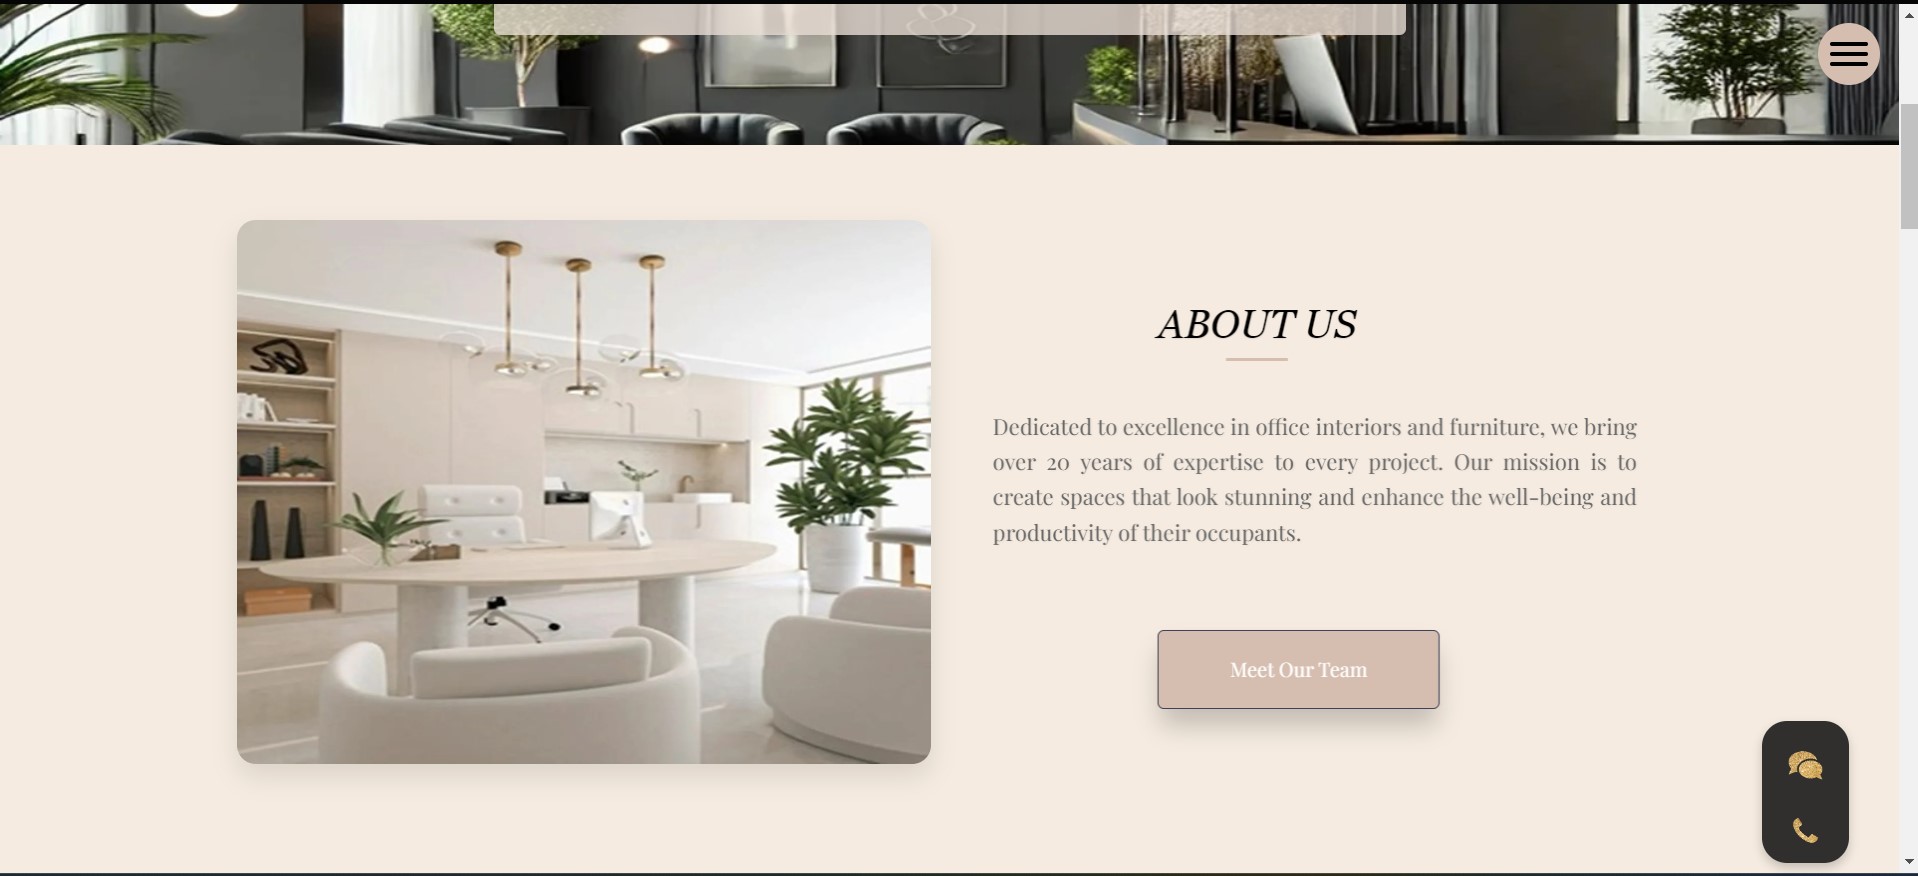 ABOUT US
Dedicated to excellence in office interiors and furniture, we bring
over 20 years of expertise to every project. Our mission is to
create spaces that look stunning and enhance the well-being and
productivity of their occupants.
Meet Our Team